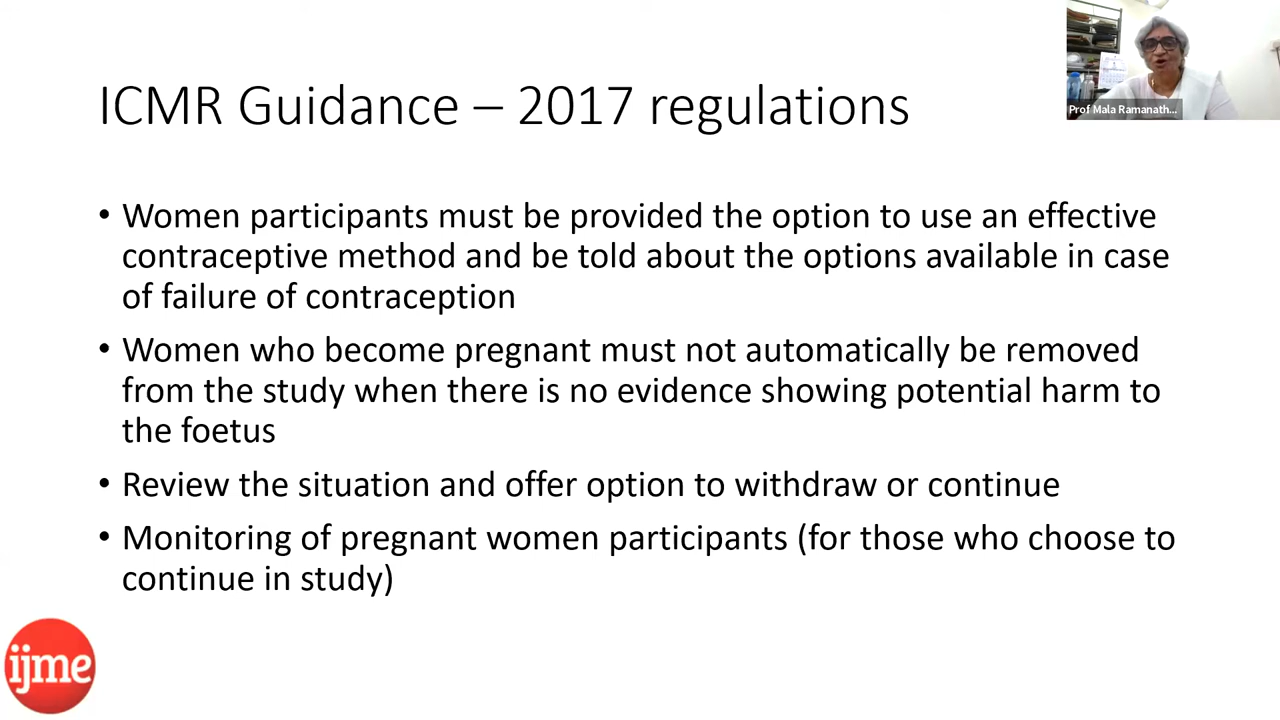 ICMR Guidance – 2017 regulations
Prof Mala Ramanath...
• Women participants must be provided the option to use an effective
contraceptive method and be told about the options available in case
of failure of contraception
• Women who become pregnant must not automatically be removed
from the study when there is no evidence showing potential harm to
the foetus
• Review the situation and offer option to withdraw or continue
• Monitoring of pregnant women participants (for those who choose to
continue in study)
ijme